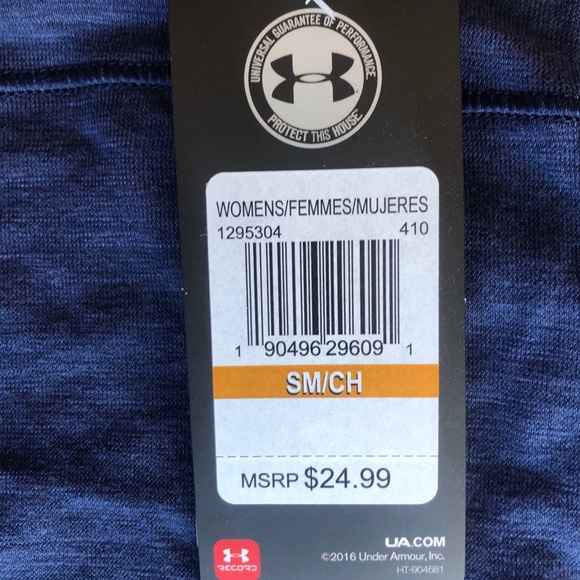 UNIVERSAL GUARANTEE OF PERFORMANCE
PROTECT THIS HOUSE
WOMENS/FEMMES/MUJERES
1295304 410
1 90496 29609 1
SM/CH
MSRP $24.99
UA.COM
©2016 Under Armour, Inc.
HT-904681
RECORD